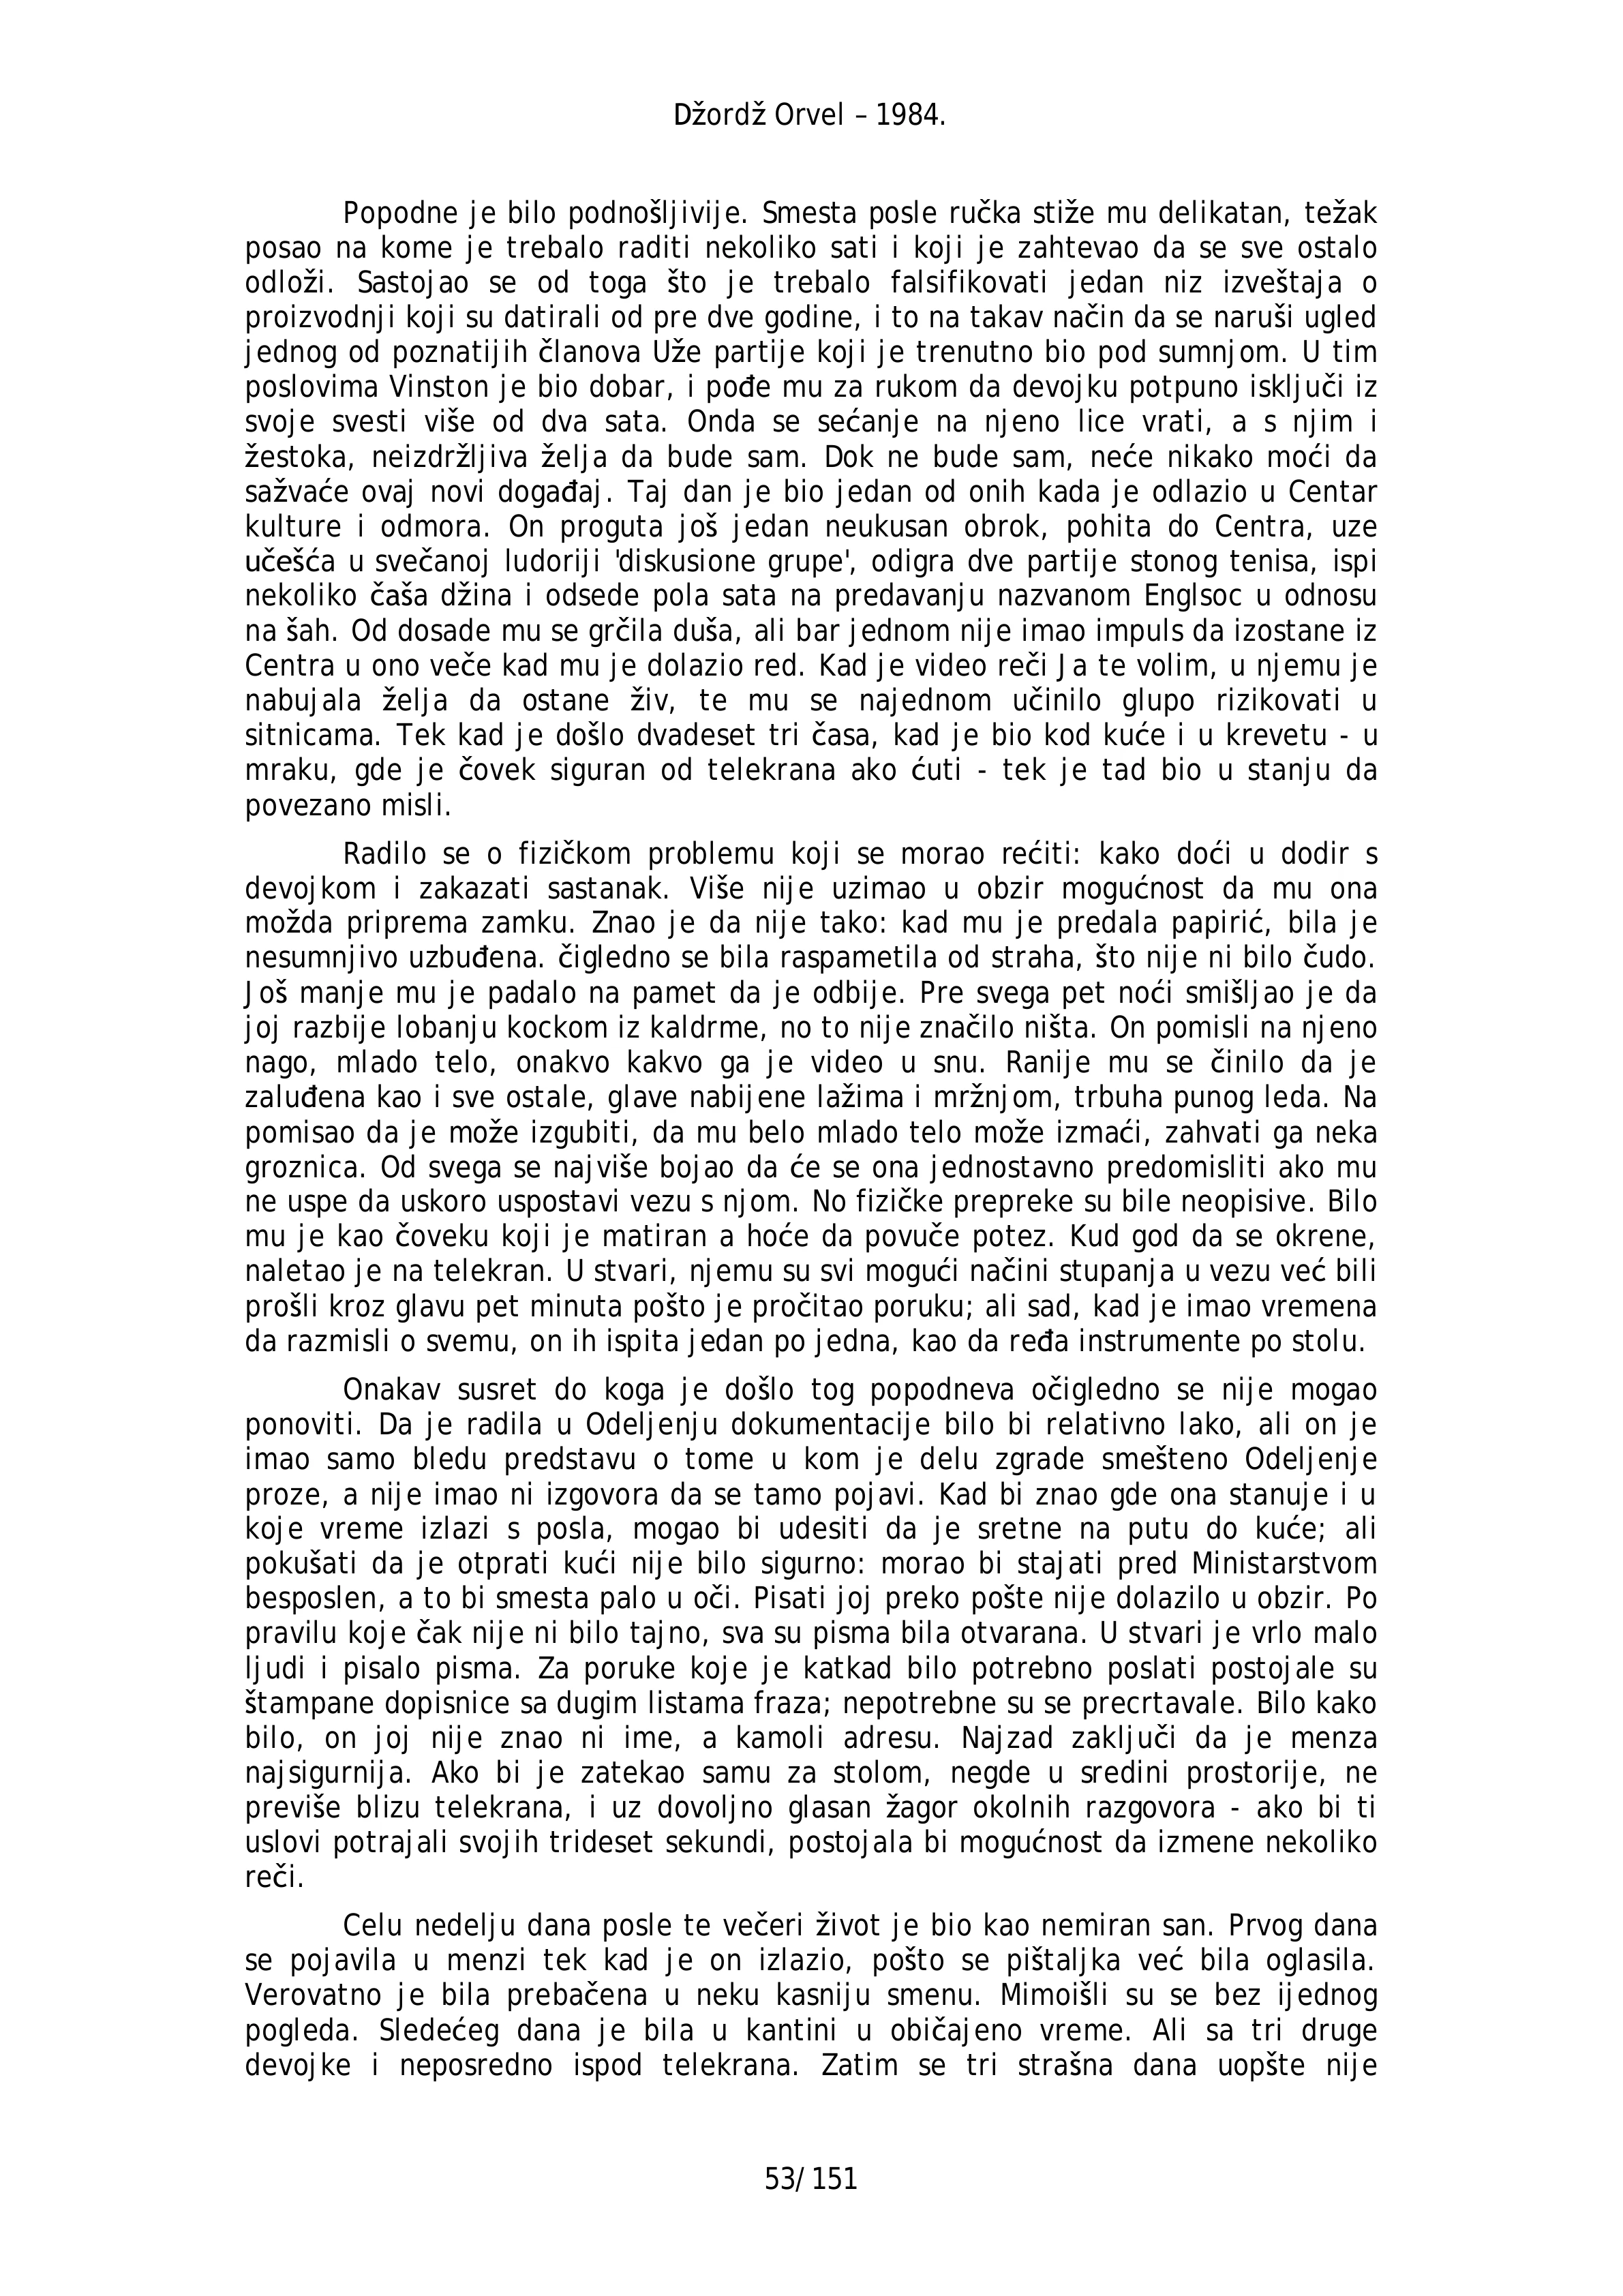 Džordž Orvel – 1984.
Popodne je bilo podnošljivije. Smesta posle ručka stiže mu delikatan, težak
posao na kome je trebalo raditi nekoliko sati i koji je zahtevao da se sve ostalo
odloži. Sastojao se od toga što je trebalo falsifikovati jedan niz izveštaja o
proizvodnji koji su datirali od pre dve godine, i to na takav način da se naruši ugled
jednog od poznatijih članova Uže partije koji je trenutno bio pod sumnjom. U tim
poslovima Vinston je bio dobar, i pođe mu za rukom da devojku potpuno isključi iz
svoje svesti više od dva sata. Onda se sećanje na njeno lice vrati, a s njim i
žestoka, neizdržljiva želja da bude sam. Dok ne bude sam, neće nikako moći da
sažvaće ovaj novi događaj. Taj dan je bio jedan od onih kada je odlazio u Centar
kulture i odmora. On proguta još jedan neukusan obrok, pohita do Centra, uze
učešća u svečanoj ludoriji 'diskusione grupe', odigra dve partije stonog tenisa, ispi
nekoliko čaša džina i odsede pola sata na predavanju nazvanom Englsoc u odnosu
na šah. Od dosade mu se grčila duša, ali bar jednom nije imao impuls da izostane iz
Centra u ono veče kad mu je dolazio red. Kad je video reči Ja te volim, u njemu je
nabujala želja da ostane živ, te mu se najednom učinilo glupo rizikovati u
sitnicama. Tek kad je došlo dvadeset tri časa, kad je bio kod kuće i u krevetu - u
mraku, gde je čovek siguran od telekrana ako ćuti - tek je tad bio u stanju da
povezano misli.
Radilo se o fizičkom problemu koji se morao rećiti: kako doći u dodir s
devojkom i zakazati sastanak. Više nije uzimao u obzir mogućnost da mu ona
možda priprema zamku. Znao je da nije tako: kad mu je predala papirić, bila je
nesumnjivo uzbuđena. čigledno se bila raspametila od straha, što nije ni bilo čudo.
Još manje mu je padalo na pamet da je odbije. Pre svega pet noći smišljao je da
joj razbije lobanju kockom iz kaldrme, no to nije značilo ništa. On pomisli na njeno
nago, mlado telo, onakvo kakvo ga je video u snu. Ranije mu se činilo da je
zaluđena kao i sve ostale, glave nabijene lažima i mržnjom, trbuha punog leda. Na
pomisao da je može izgubiti, da mu belo mlado telo može izmaći, zahvati ga neka
groznica. Od svega se najviše bojao da će se ona jednostavno predomisliti ako mu
ne uspe da uskoro uspostavi vezu s njom. No fizičke prepreke su bile neopisive. Bilo
mu je kao čoveku koji je matiran a hoće da povuče potez. Kud god da se okrene,
naletao je na telekran. U stvari, njemu su svi mogući načini stupanja u vezu već bili
prošli kroz glavu pet minuta pošto je pročitao poruku; ali sad, kad je imao vremena
da razmisli o svemu, on ih ispita jedan po jedna, kao da ređa instrumente po stolu.
Onakav susret do koga je došlo tog popodneva očigledno se nije mogao
ponoviti. Da je radila u Odeljenju dokumentacije bilo bi relativno lako, ali on je
imao samo bledu predstavu o tome u kom je delu zgrade smešteno Odeljenje
proze, a nije imao ni izgovora da se tamo pojavi. Kad bi znao gde ona stanuje i u
koje vreme izlazi s posla, mogao bi udesiti da je sretne na putu do kuće; ali
pokušati da je otprati kući nije bilo sigurno: morao bi stajati pred Ministarstvom
besposlen, a to bi smesta palo u oči. Pisati joj preko pošte nije dolazilo u obzir. Po
pravilu koje čak nije ni bilo tajno, sva su pisma bila otvarana. U stvari je vrlo malo
ljudi i pisalo pisma. Za poruke koje je katkad bilo potrebno poslati postojale su
štampane dopisnice sa dugim listama fraza; nepotrebne su se precrtavale. Bilo kako
bilo, on joj nije znao ni ime, a kamoli adresu. Najzad zaključi da je menza
najsigurnija. Ako bi je zatekao samu za stolom, negde u sredini prostorije, ne
previše blizu telekrana, i uz dovoljno glasan žagor okolnih razgovora - ako bi ti
uslovi potrajali svojih trideset sekundi, postojala bi mogućnost da izmene nekoliko
reči.
Celu nedelju dana posle te večeri život je bio kao nemiran san. Prvog dana
se pojavila u menzi tek kad je on izlazio, pošto se pištaljka već bila oglasila.
Verovatno je bila prebačena u neku kasniju smenu. Mimoišli su se bez ijednog
pogleda. Sledećeg dana je bila u kantini u običajeno vreme. Ali sa tri druge
devojke i neposredno ispod telekrana. Zatim se tri strašna dana uopšte nije
53/ 151